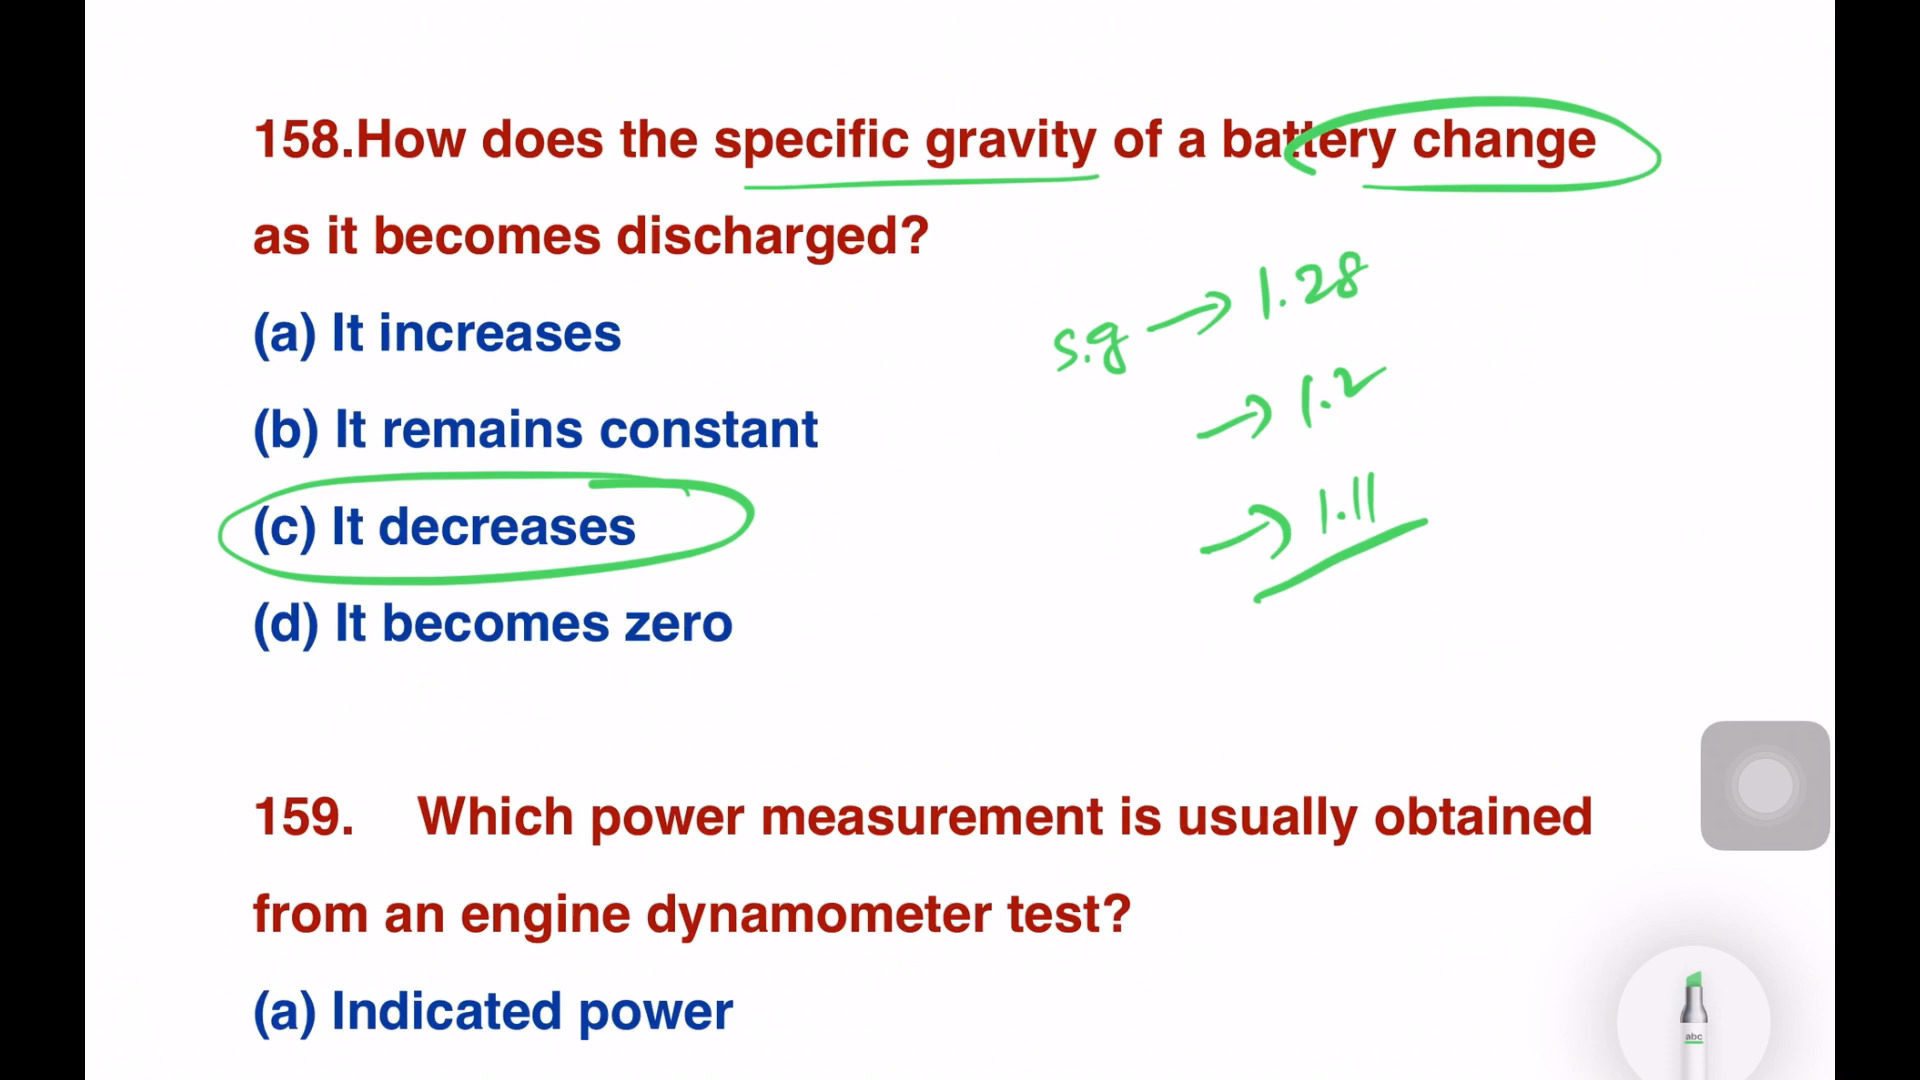 158.How does the specific gravity of a battery change
as it becomes discharged?
(a) It increases
s.g → 1.28
(b) It remains constant
→ 1.2
(c) It decreases
→ 1.11
(d) It becomes zero
159. Which power measurement is usually obtained
from an engine dynamometer test?
(a) Indicated power
abc